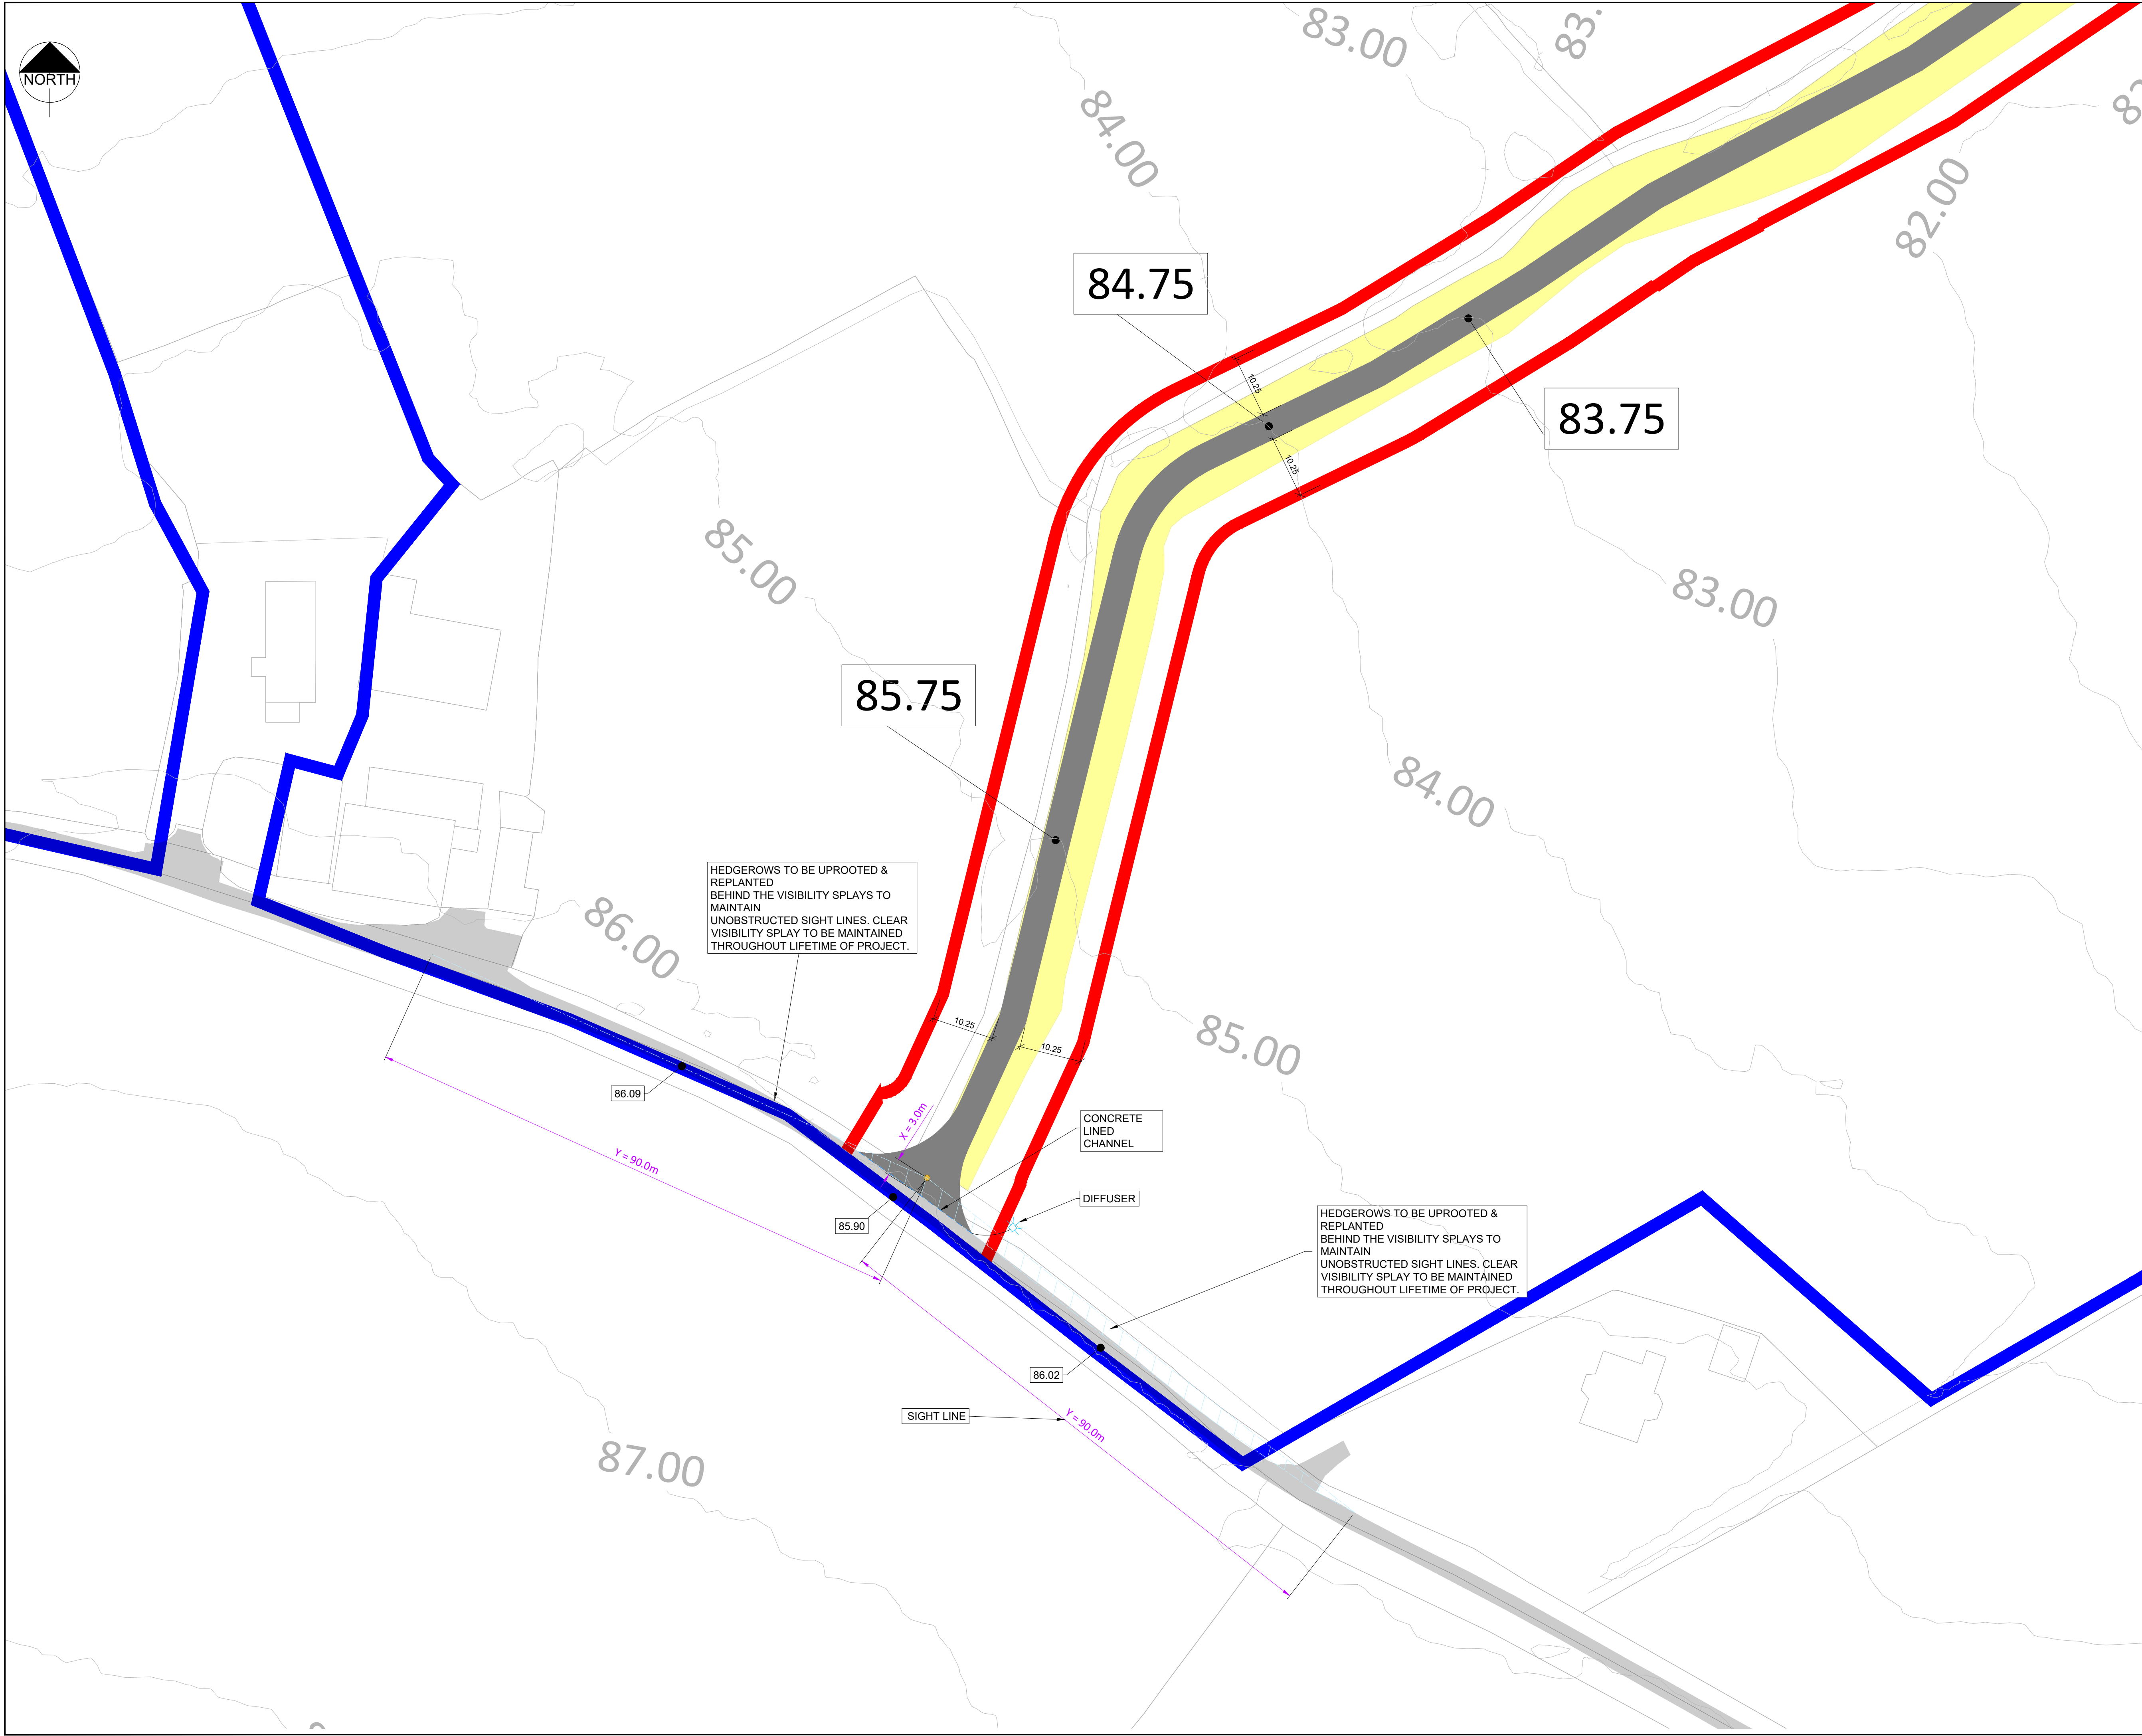 NORTH
83.00
83.
84.00
82.00
84.75
10.25
83.75
10.25
85.00
83.00
85.75
84.00
HEDGEROWS TO BE UPROOTED &
REPLANTED
BEHIND THE VISIBILITY SPLAYS TO
MAINTAIN
UNOBSTRUCTED SIGHT LINES. CLEAR
VISIBILITY SPLAY TO BE MAINTAINED
THROUGHOUT LIFETIME OF PROJECT.
86.00
10.25
10.25
85.00
86.09
X = 3.0m
CONCRETE
LINED
CHANNEL
Y = 90.0m
DIFFUSER
85.90
HEDGEROWS TO BE UPROOTED &
REPLANTED
BEHIND THE VISIBILITY SPLAYS TO
MAINTAIN
UNOBSTRUCTED SIGHT LINES. CLEAR
VISIBILITY SPLAY TO BE MAINTAINED
THROUGHOUT LIFETIME OF PROJECT.
86.02
SIGHT LINE
Y = 90.0m
87.00